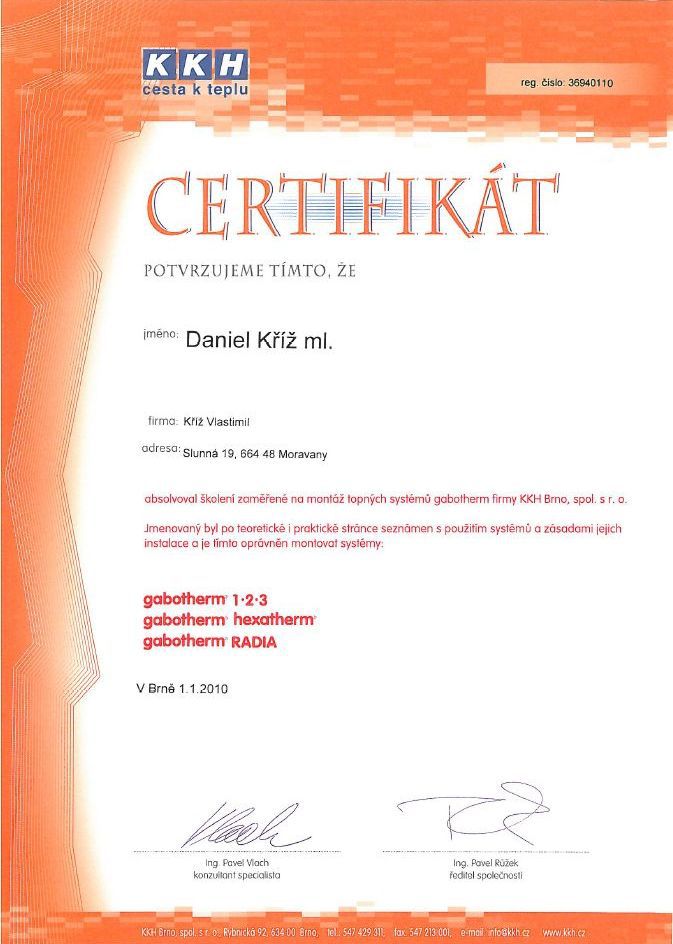 KKH
cesta k teplu
reg. číslo: 36940110
CERTIFIKÁT
POTVRZUJEME TÍMTO, ŽE
jméno: Daniel Kříž ml.
firma: Kříž Vlastimil
adresa: Slunná 19, 664 48 Moravany
absolvoval školení zaměřené na montáž topných systémů gabotherm firmy KKH Brno, spol. s r. o.
Jmenovaný byl po teoretické i praktické stránce seznámen s použitím systémů a zásadami jejich
instalace a je tímto oprávněn montovat systémy:
gabotherm® 1·2·3
gabotherm® hexatherm®
gabotherm® RADIA
V Brně 1.1.2010
Ing. Pavel Vlach
konzultant specialista
Ing. Pavel Růžek
ředitel společnosti
KKH Brno, spol. s r. o., Rybnická 92, 634 00 Brno, tel.: 547 429 311, fax: 547 213 001, e-mail: info@kkh.cz www.kkh.cz